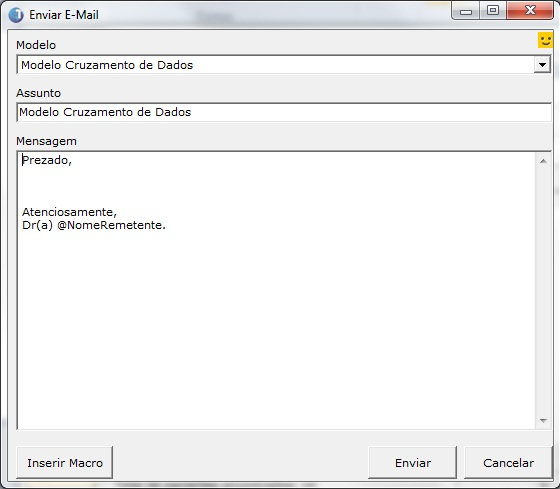 Enviar E-Mail
Modelo
Modelo Cruzamento de Dados
Assunto
Modelo Cruzamento de Dados
Mensagem
Prezado,
Atenciosamente,
Dr(a) @NomeRemetente.
Inserir Macro
Enviar
Cancelar